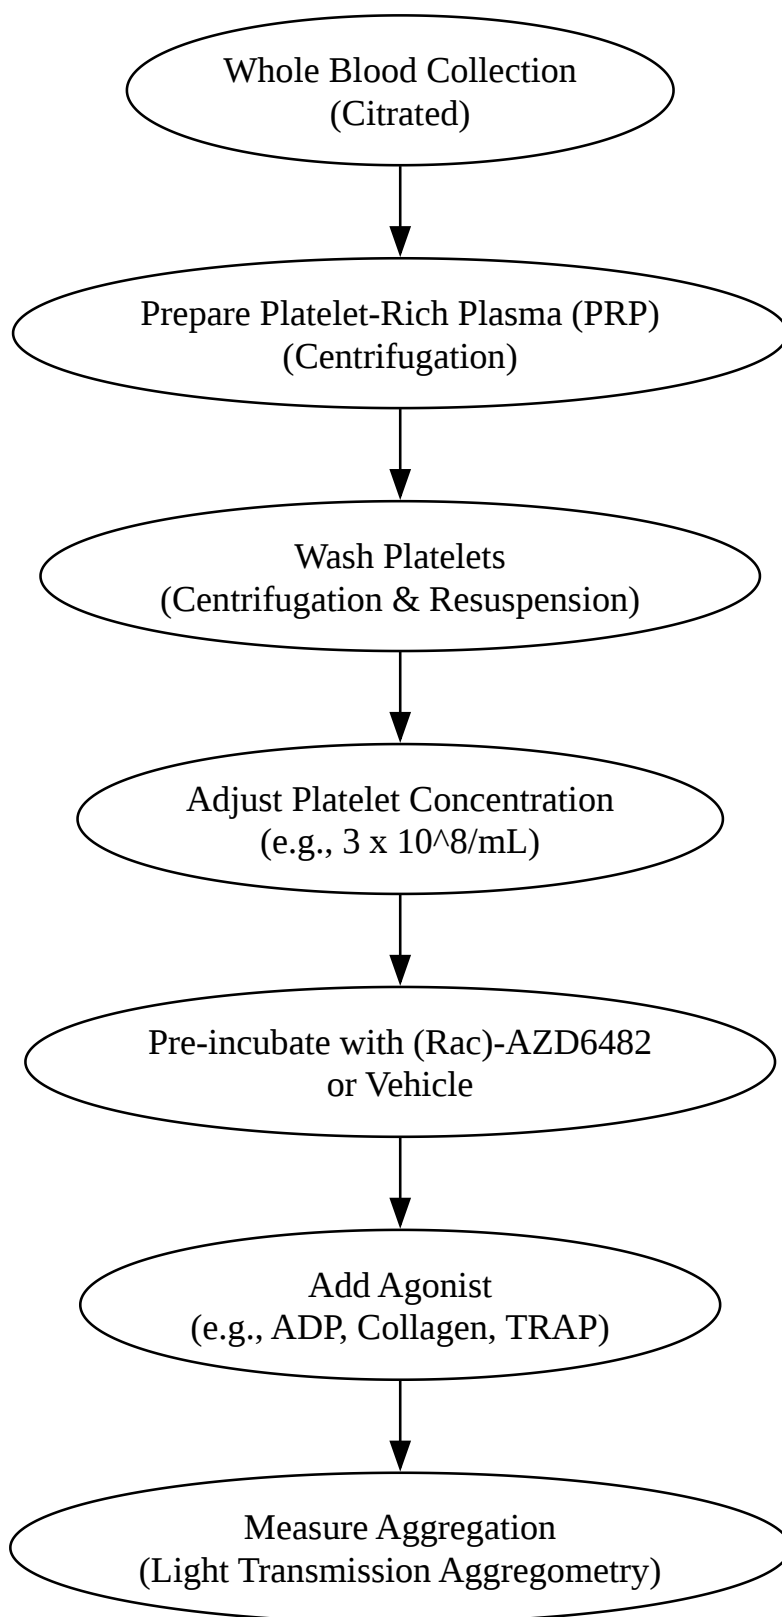 Whole Blood Collection
(Citrated)
Prepare Platelet-Rich Plasma (PRP)
(Centrifugation)
Wash Platelets
(Centrifugation & Resuspension)
Adjust Platelet Concentration
(e.g., 3 x 10^8/mL)
Pre-incubate with (Rac)-AZD6482
or Vehicle
Add Agonist
(e.g., ADP, Collagen, TRAP)
Measure Aggregation
(Light Transmission Aggregometry)